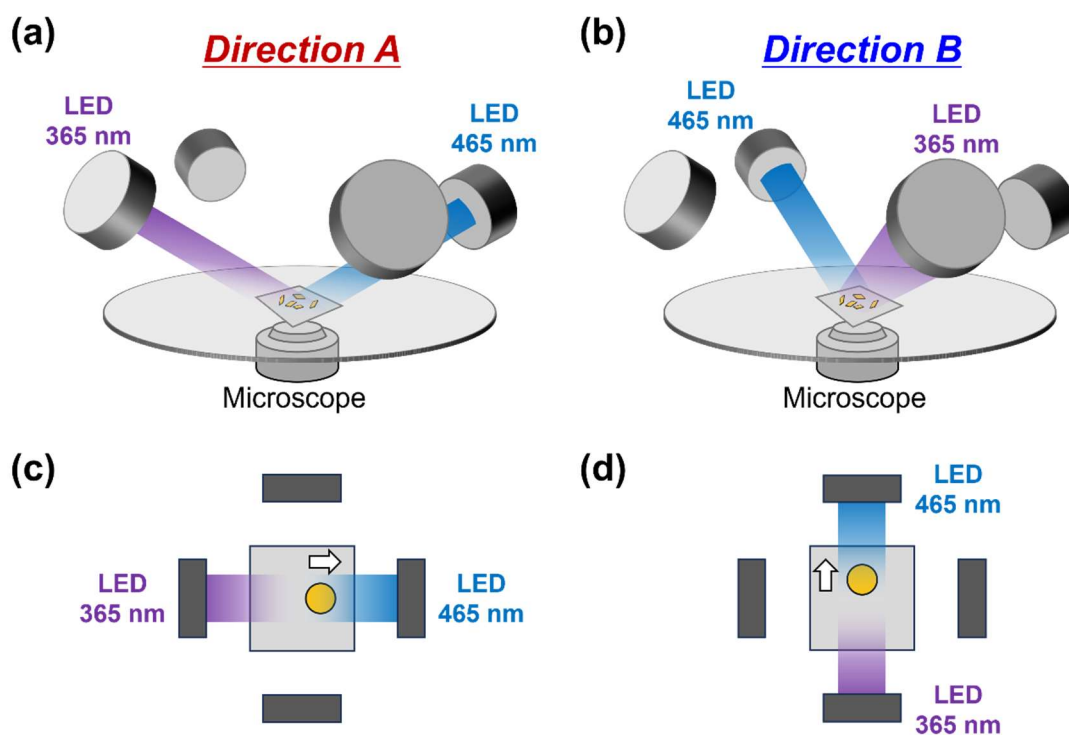 (a)
Direction A
LED
365 nm
LED
465 nm
Microscope
(b)
Direction B
LED
465 nm
LED
365 nm
Microscope
(c)
LED
365 nm
LED
465 nm
(d)
LED
465 nm
LED
365 nm